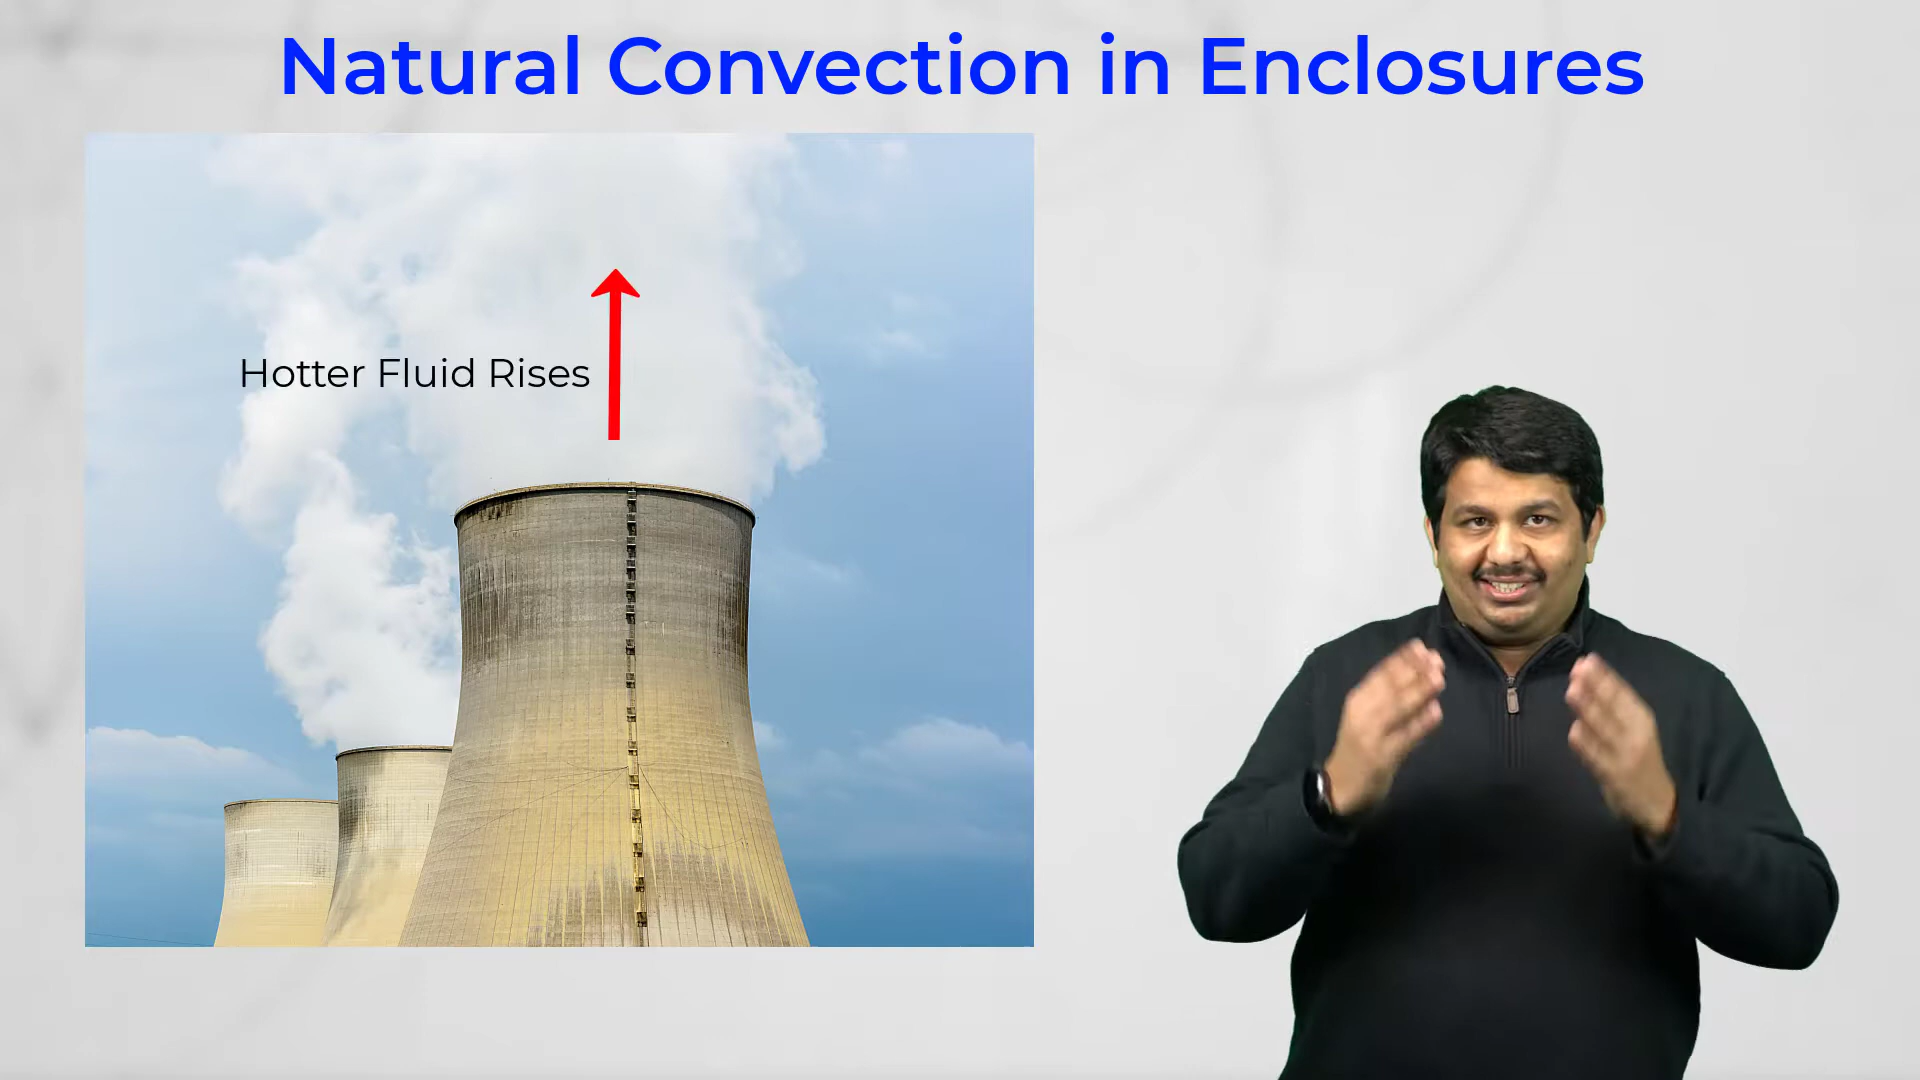 Natural Convection in Enclosures
Hotter Fluid Rises